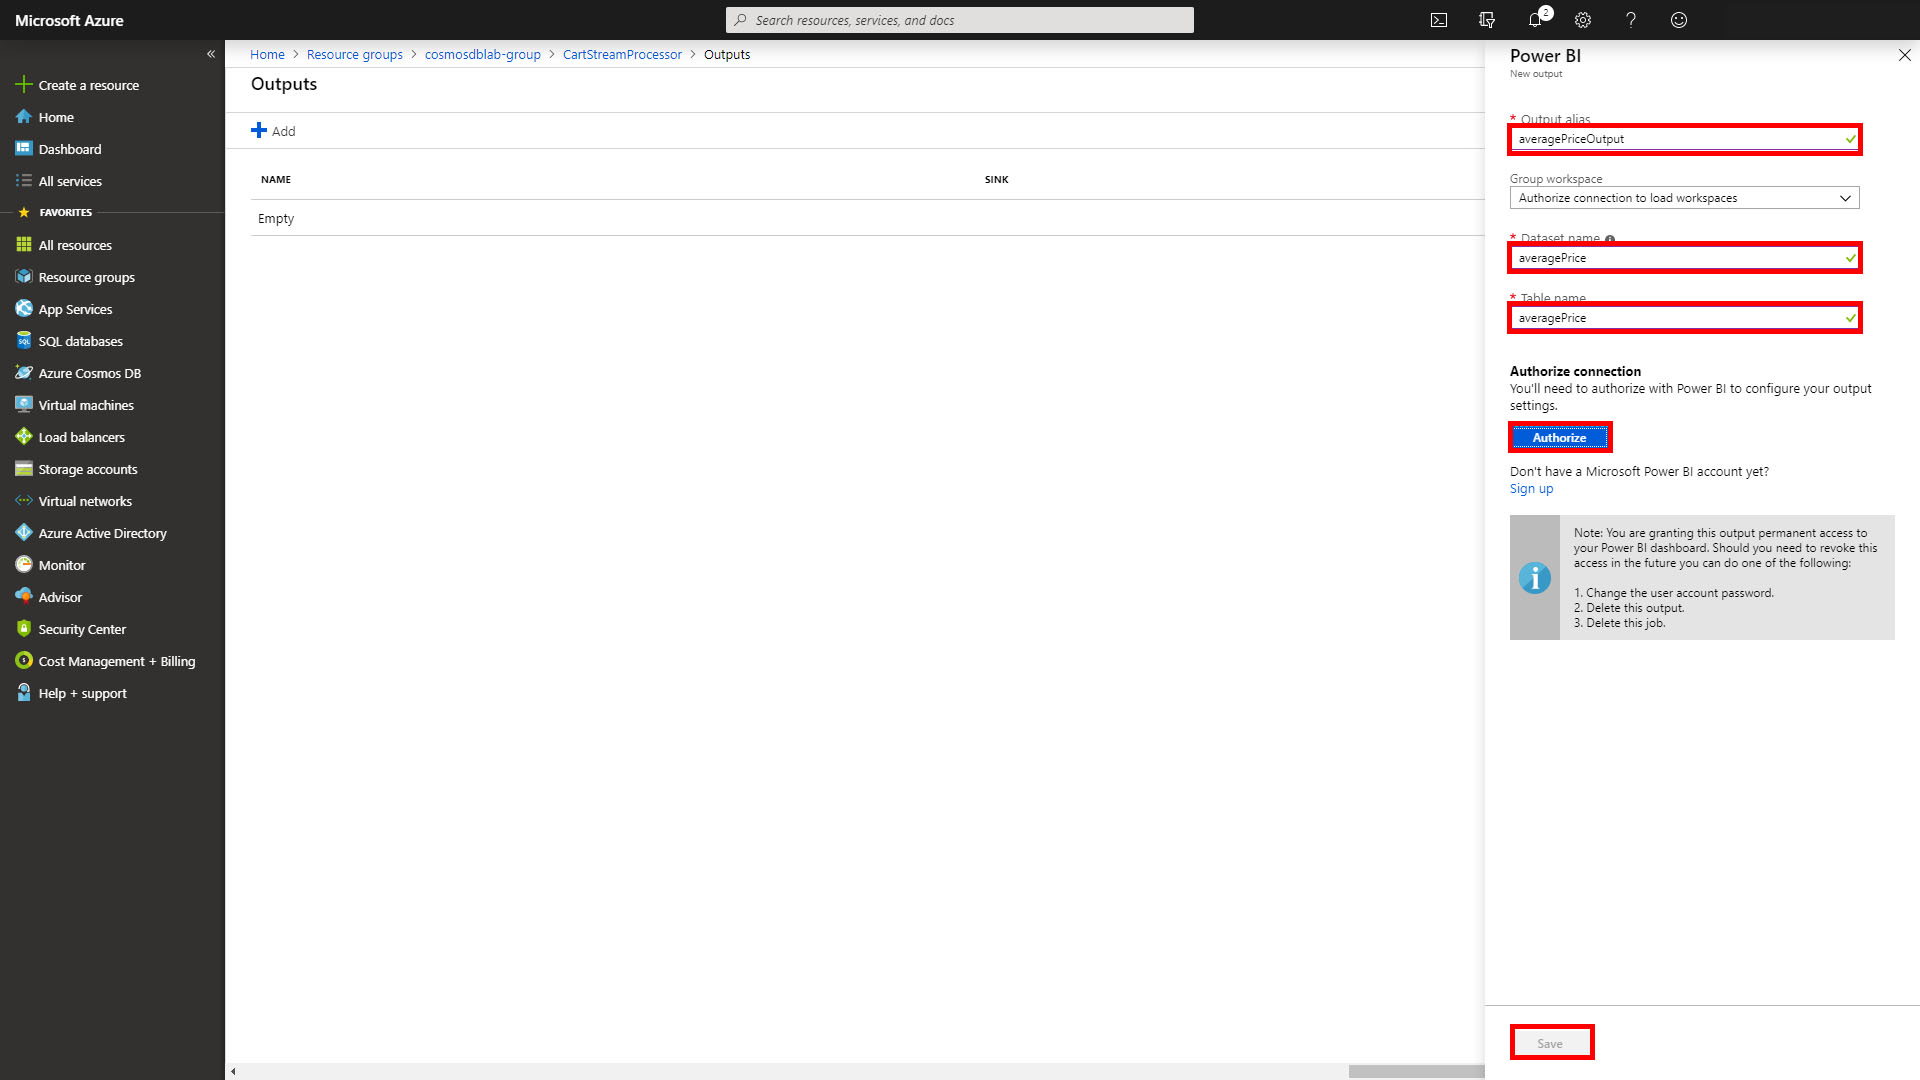 Microsoft Azure
Search resources, services, and docs
2
Create a resource
Home
Dashboard
All services
FAVORITES
All resources
Resource groups
App Services
SQL databases
Azure Cosmos DB
Virtual machines
Load balancers
Storage accounts
Virtual networks
Azure Active Directory
Monitor
Advisor
Security Center
Cost Management + Billing
Help + support
Home > Resource groups > cosmosdblab-group > CartStreamProcessor > Outputs
Outputs
Add
NAME SINK
Empty
Power BI
New output
* Output alias
averagePriceOutput
Group workspace
Authorize connection to load workspaces
* Dataset name
averagePrice
* Table name
averagePrice
Authorize connection
You'll need to authorize with Power BI to configure your output
settings.
Authorize
Don't have a Microsoft Power BI account yet?
Sign up
Note: You are granting this output permanent access to
your Power BI dashboard. Should you need to revoke this
access in the future you can do one of the following:
1. Change the user account password.
2. Delete this output.
3. Delete this job.
Save